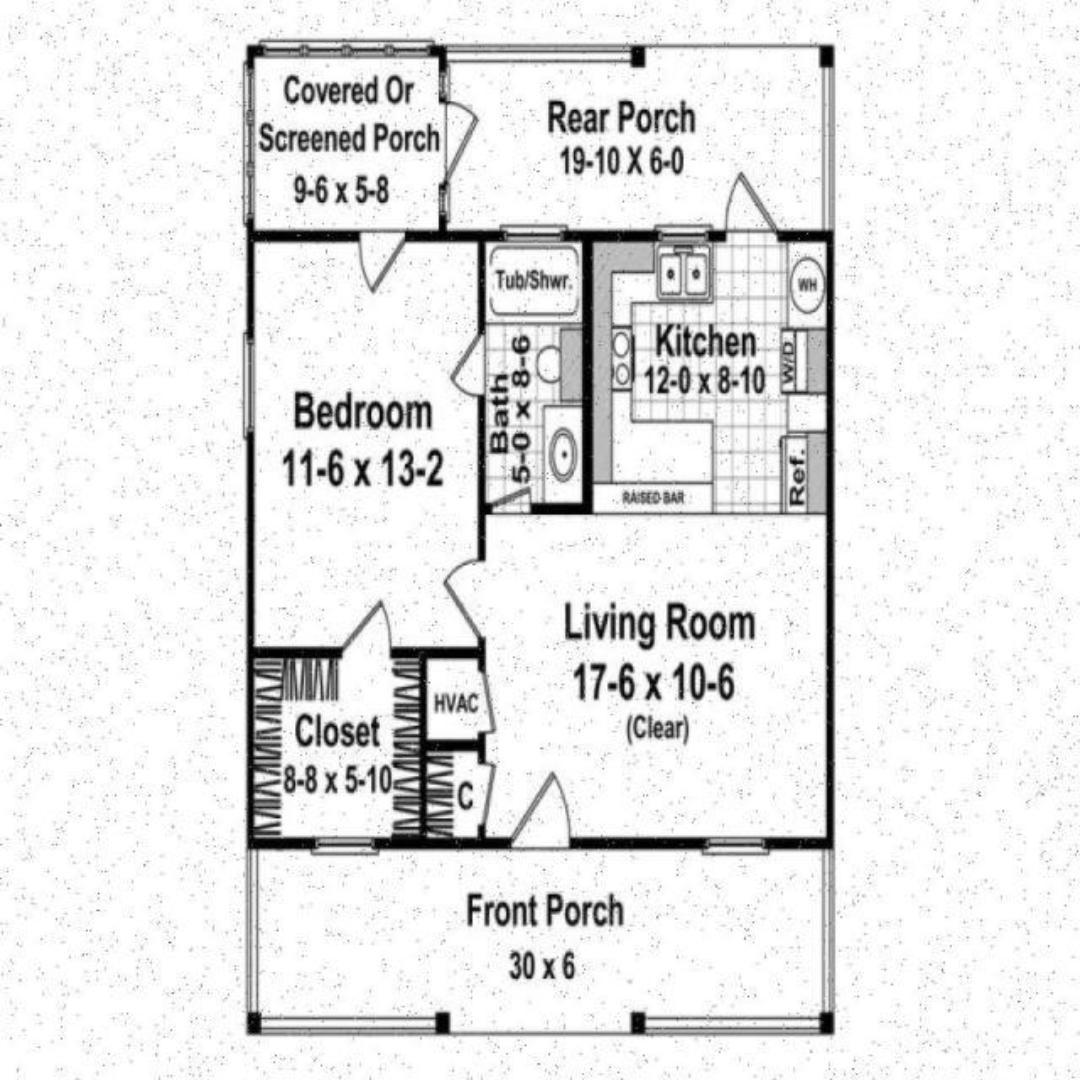 Covered Or
Screened Porch
9-6 x 5-8
Rear Porch
19-10 X 6-0
Tub/Shwr.
WH
Kitchen
12-0 x 8-10
W/D
Bath
5-0 x 8-6
Bedroom
11-6 x 13-2
Ref.
RAISED BAR
Living Room
17-6 x 10-6
(Clear)
HVAC
Closet
8-8 x 5-10
C
Front Porch
30 x 6